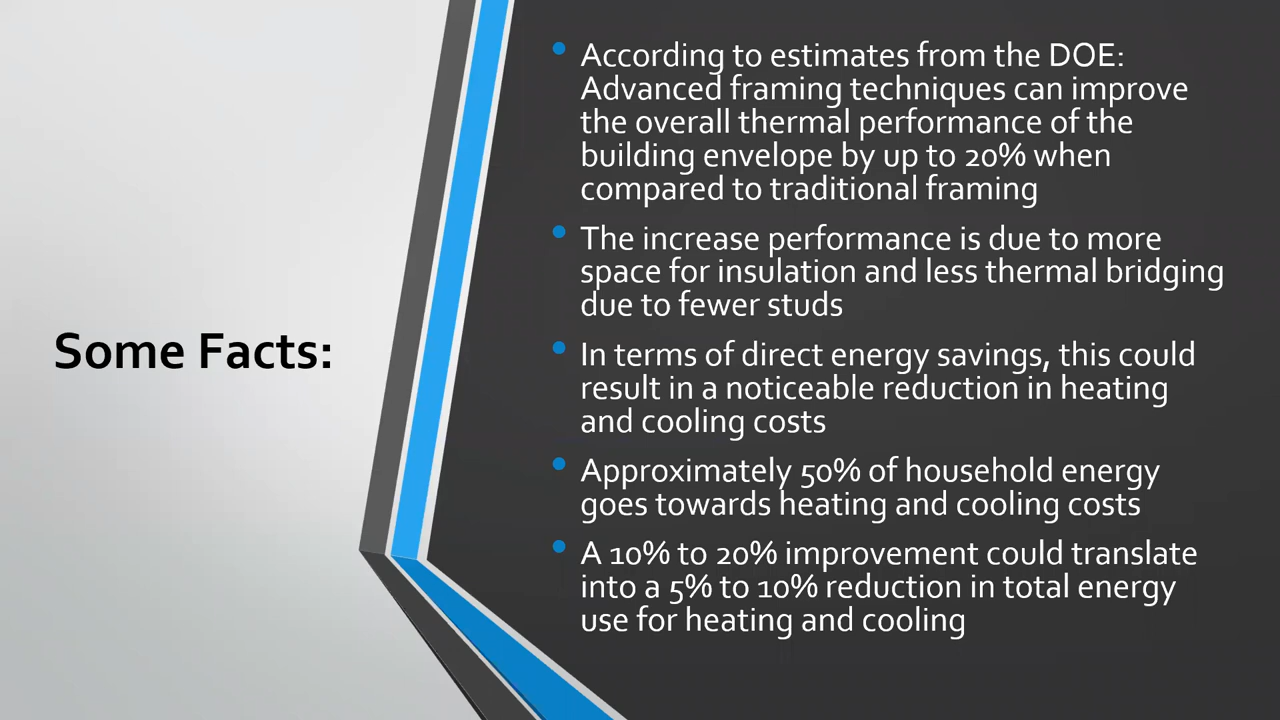 Some Facts:
According to estimates from the DOE:
Advanced framing techniques can improve
the overall thermal performance of the
building envelope by up to 20% when
compared to traditional framing
The increase performance is due to more
space for insulation and less thermal bridging
due to fewer studs
In terms of direct energy savings, this could
result in a noticeable reduction in heating
and cooling costs
Approximately 50% of household energy
goes towards heating and cooling costs
A 10% to 20% improvement could translate
into a 5% to 10% reduction in total energy
use for heating and cooling